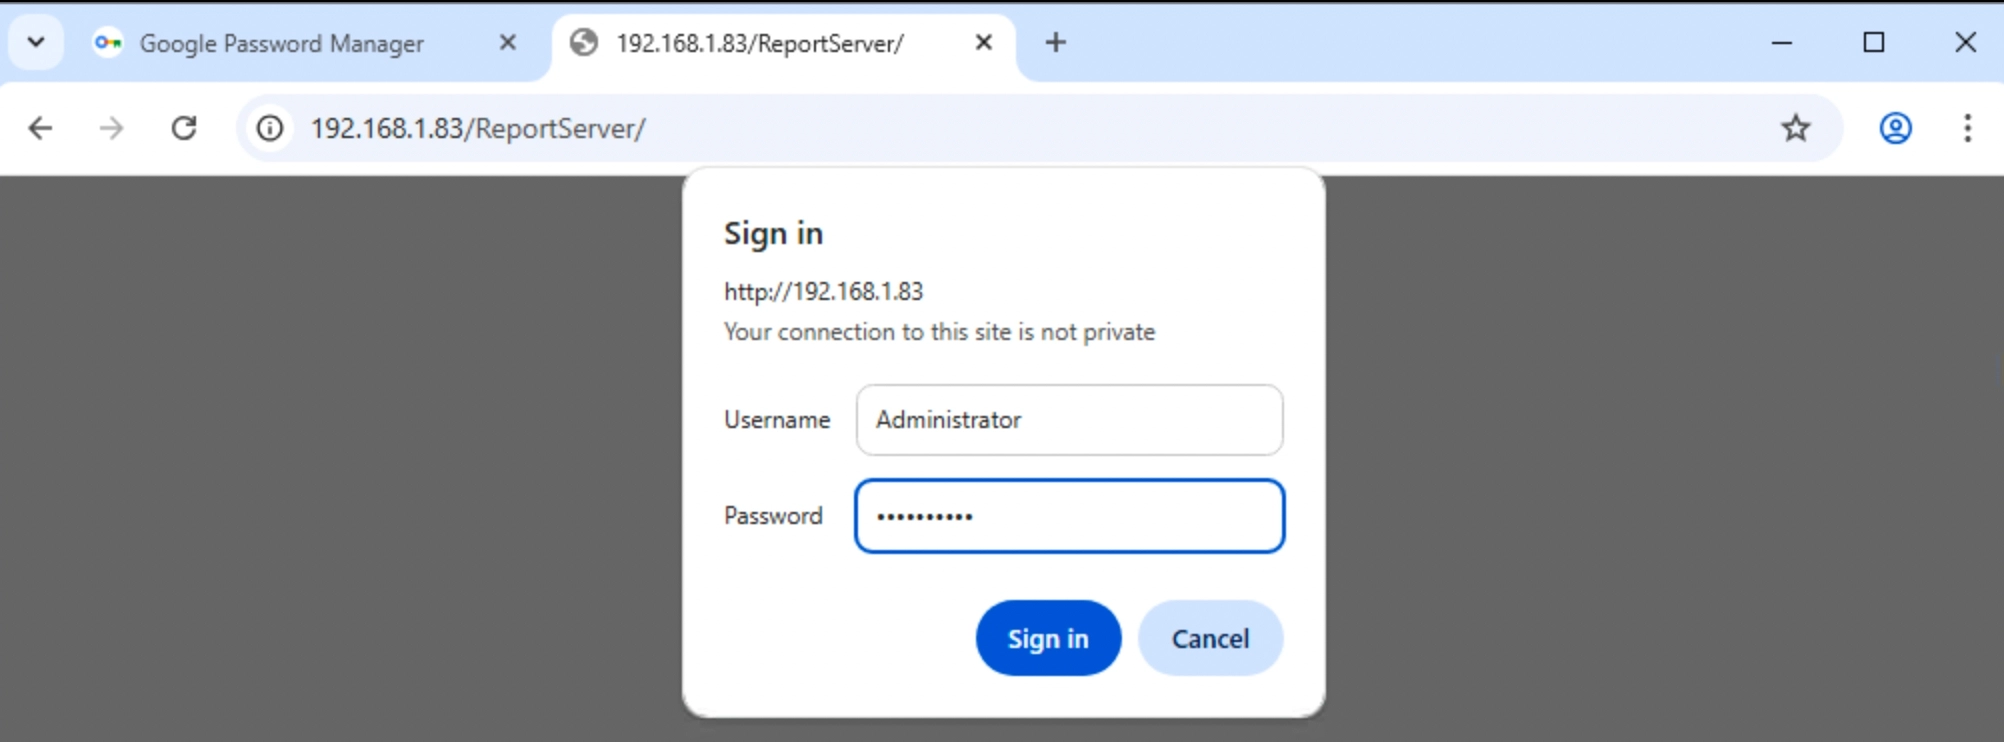 Google Password Manager
192.168.1.83/ReportServer/
192.168.1.83/ReportServer/
Sign in
http://192.168.1.83
Your connection to this site is not private
Username Administrator
Password ••••••••••
Sign in Cancel